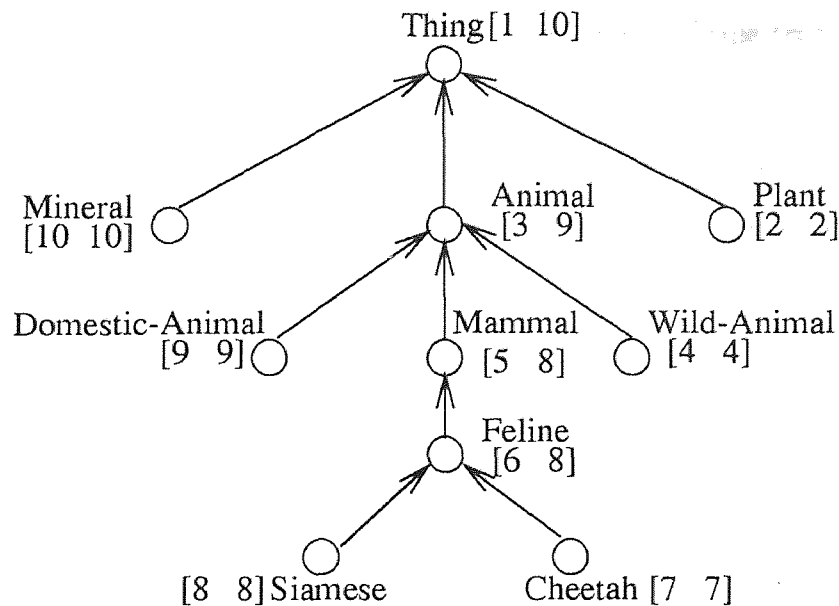 Thing [1 10]
Mineral
[10 10]
Animal
[3 9]
Plant
[2 2]
Domestic-Animal
[9 9]
Mammal
[5 8]
Wild-Animal
[4 4]
Feline
[6 8]
[8 8] Siamese
Cheetah [7 7]